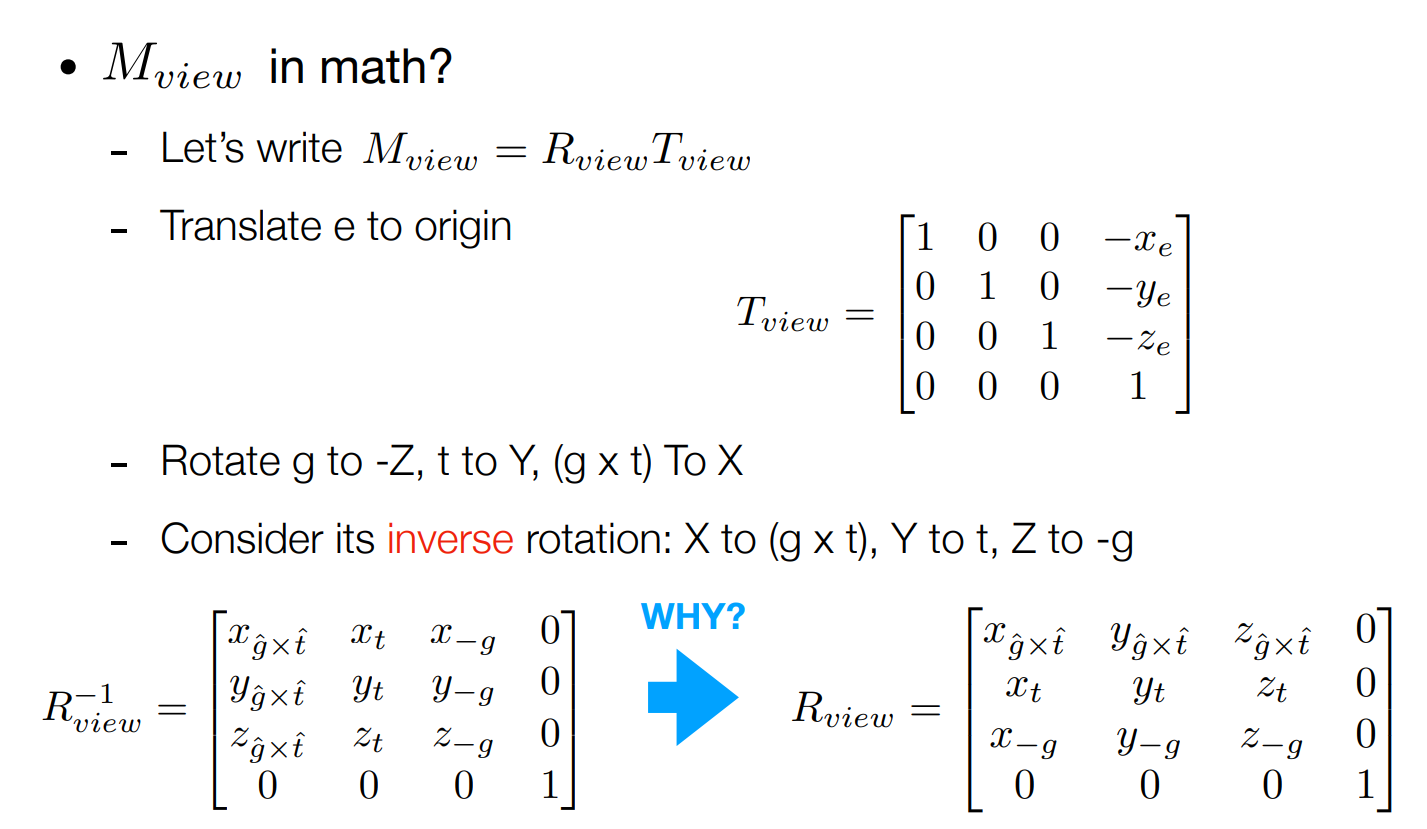 • M_{view} in math?
- Let's write M_{view} = R_{view}T_{view}
- Translate e to origin
T_{view} = \begin{bmatrix} 1 & 0 & 0 & -x_e \\ 0 & 1 & 0 & -y_e \\ 0 & 0 & 1 & -z_e \\ 0 & 0 & 0 & 1 \end{bmatrix}
- Rotate g to -Z, t to Y, (g x t) To X
- Consider its inverse rotation: X to (g x t), Y to t, Z to -g
R_{view}^{-1} = \begin{bmatrix} x_{\hat{g}\times\hat{t}} & x_t & x_{-g} & 0 \\ y_{\hat{g}\times\hat{t}} & y_t & y_{-g} & 0 \\ z_{\hat{g}\times\hat{t}} & z_t & z_{-g} & 0 \\ 0 & 0 & 0 & 1 \end{bmatrix}
WHY?
R_{view} = \begin{bmatrix} x_{\hat{g}\times\hat{t}} & y_{\hat{g}\times\hat{t}} & z_{\hat{g}\times\hat{t}} & 0 \\ x_t & y_t & z_t & 0 \\ x_{-g} & y_{-g} & z_{-g} & 0 \\ 0 & 0 & 0 & 1 \end{bmatrix}